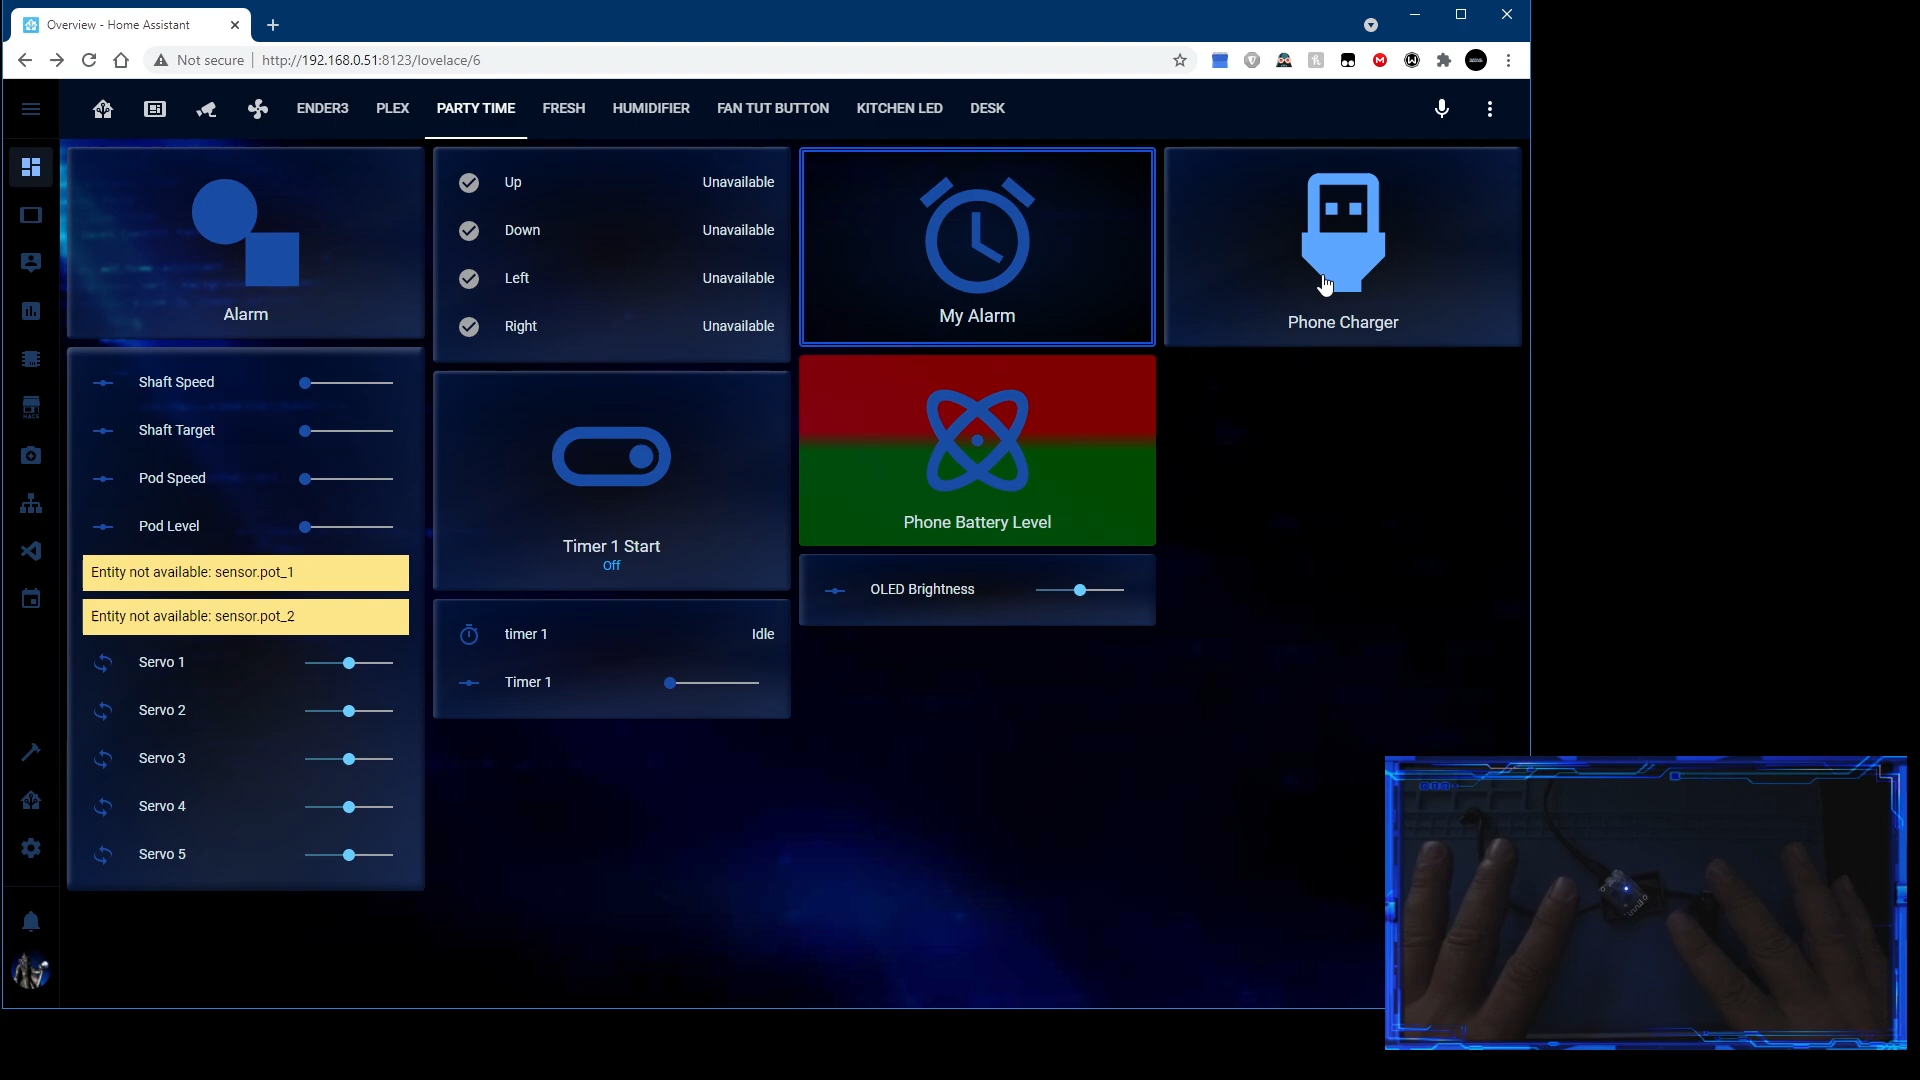 Overview - Home Assistant
Not secure
http://192.168.0.51:8123/lovelace/6
ENDER3
PLEX
PARTY TIME
FRESH
HUMIDIFIER
FAN TUT BUTTON
KITCHEN LED
DESK
Alarm
Shaft Speed
Shaft Target
Pod Speed
Pod Level
Entity not available: sensor.pot_1
Entity not available: sensor.pot_2
Servo 1
Servo 2
Servo 3
Servo 4
Servo 5
Up Unavailable
Down Unavailable
Left Unavailable
Right Unavailable
Timer 1 Start
Off
timer 1 Idle
Timer 1
My Alarm
Phone Battery Level
OLED Brightness
Phone Charger
HACS